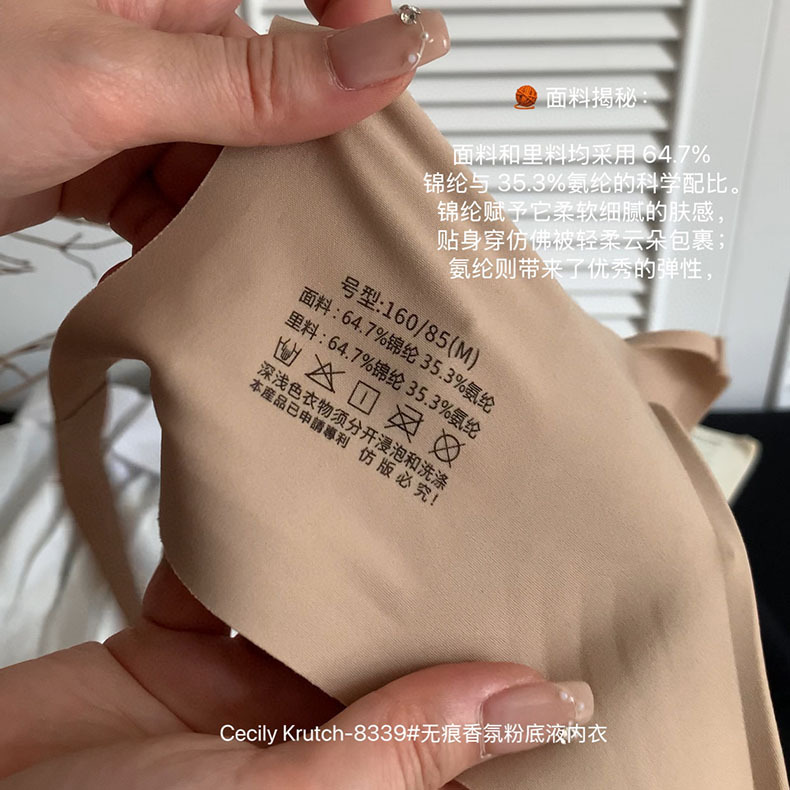 面料揭秘：
面料和里料均采用 64.7%
锦纶与 35.3%氨纶的科学配比。
锦纶赋予它柔软细腻的肤感，
贴身穿仿佛被轻柔云朵包裹；
氨纶则带来了优秀的弹性，
号型:160/85(M)
面料：64.7%锦纶 35.3%氨纶
里料：64.7%锦纶 35.3%氨纶
深浅色衣物须分开浸泡和洗涤
本産品已申請專利 仿版必究！
Cecily Krutch-8339#无痕香氛粉底液内衣